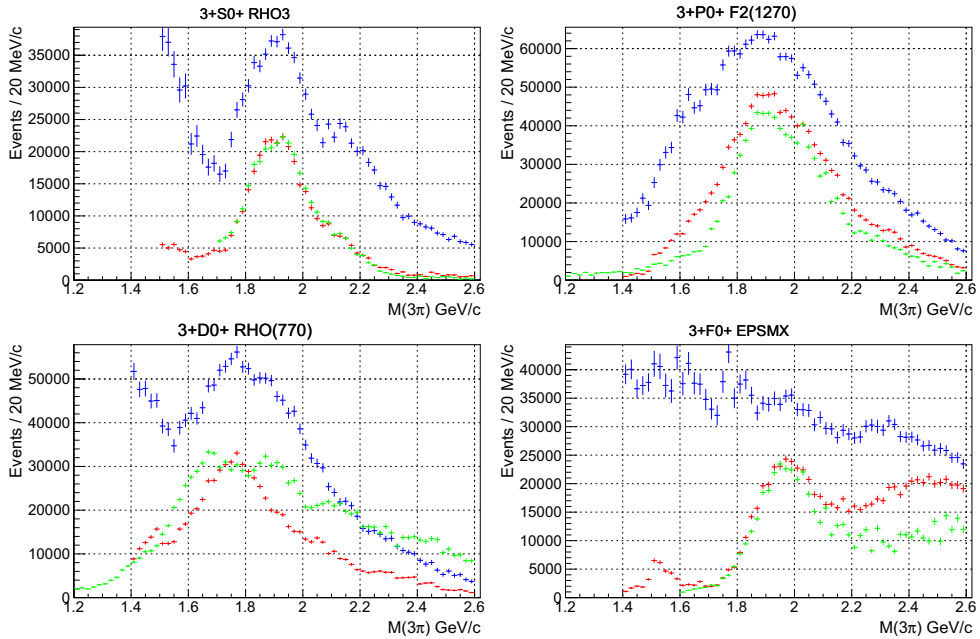 3+S0+ RHO3
Events / 20 MeV/c
35000
30000
25000
20000
15000
10000
5000
0
1.2 1.4 1.6 1.8 2 2.2 2.4 2.6
M(3π) GeV/c
3+P0+ F2(1270)
Events / 20 MeV/c
60000
50000
40000
30000
20000
10000
0
1.2 1.4 1.6 1.8 2 2.2 2.4 2.6
M(3π) GeV/c
3+D0+ RHO(770)
Events / 20 MeV/c
50000
40000
30000
20000
10000
0
1.2 1.4 1.6 1.8 2 2.2 2.4 2.6
M(3π) GeV/c
3+F0+ EPSMX
Events / 20 MeV/c
40000
35000
30000
25000
20000
15000
10000
5000
0
1.2 1.4 1.6 1.8 2 2.2 2.4 2.6
M(3π) GeV/c